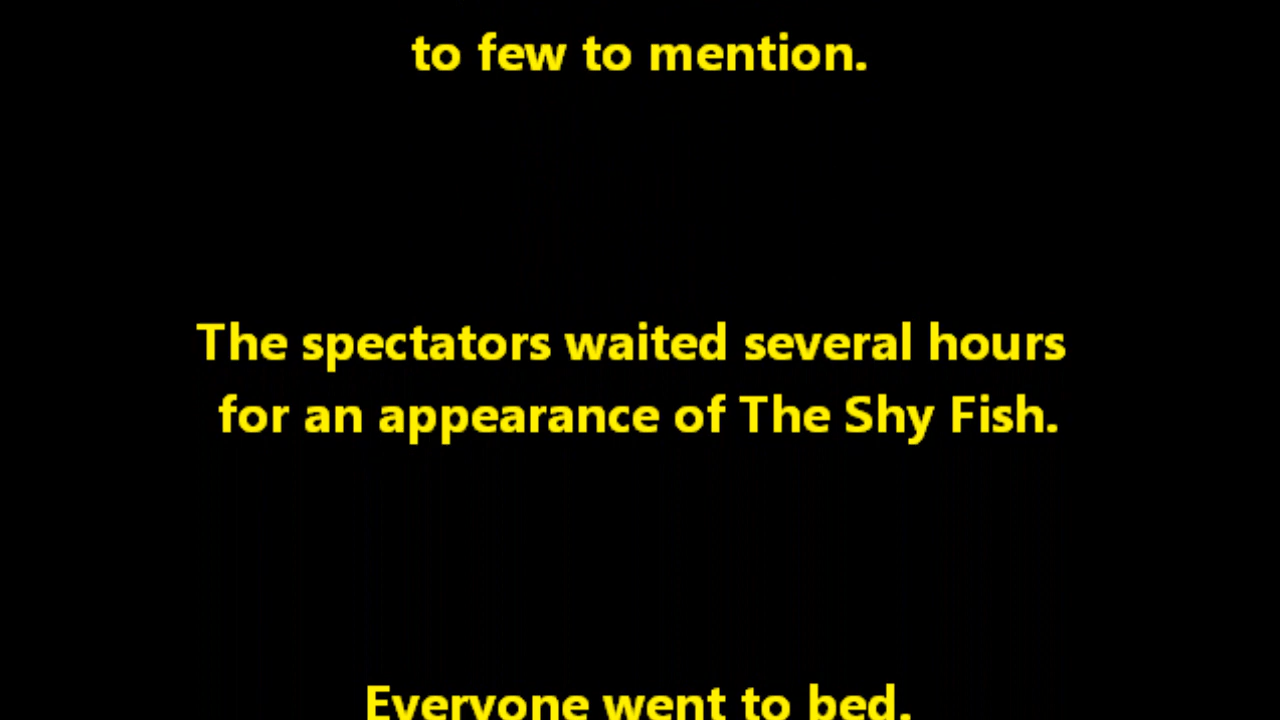 to few to mention.
The spectators waited several hours
for an appearance of The Shy Fish.
Everyone went to bed.